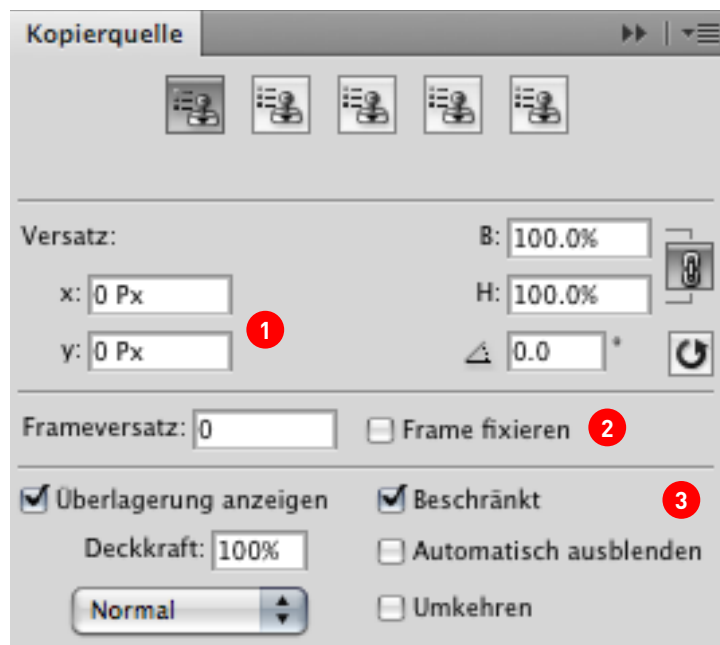 Kopierquelle
Versatz:
B: 100.0%
x: 0 Px
H: 100.0%
1
y: 0 Px
0.0 °
Frameversatz: 0
Frame fixieren 2
Überlagerung anzeigen
Beschränkt 3
Deckkraft: 100%
Automatisch ausblenden
Normal
Umkehren